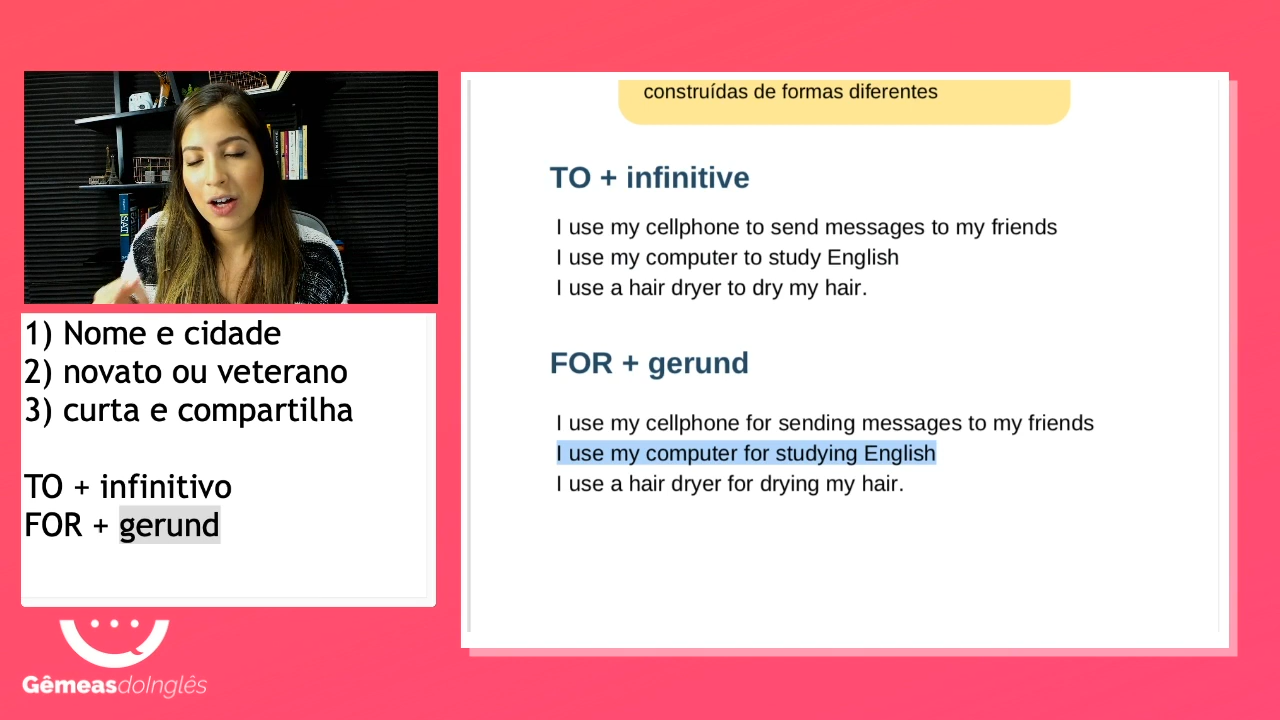 construídas de formas diferentes
TO + infinitive
I use my cellphone to send messages to my friends
I use my computer to study English
I use a hair dryer to dry my hair.
FOR + gerund
I use my cellphone for sending messages to my friends
I use my computer for studying English
I use a hair dryer for drying my hair.
1) Nome e cidade
2) novato ou veterano
3) curta e compartilha
TO + infinitivo
FOR + gerund
GêmeasdoInglês